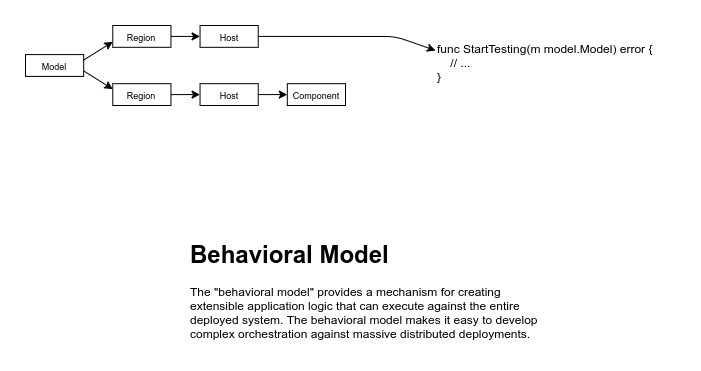 Region
Host
Model
func StartTesting(m model.Model) error {
// ...
}
Region
Host
Component
Behavioral Model
The "behavioral model" provides a mechanism for creating
extensible application logic that can execute against the entire
deployed system. The behavioral model makes it easy to develop
complex orchestration against massive distributed deployments.